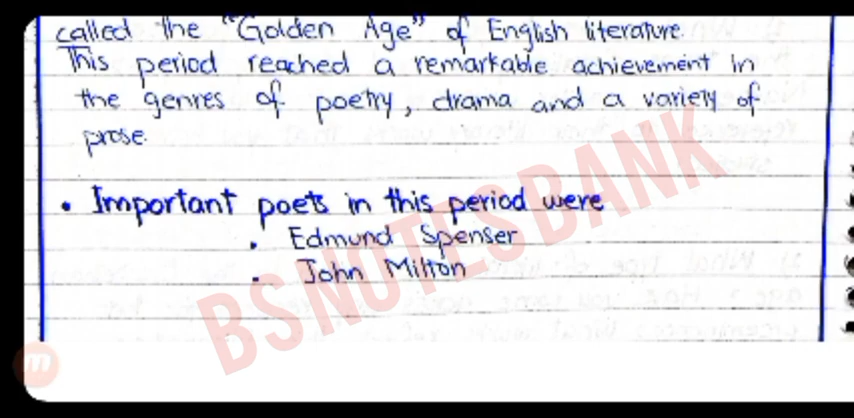 called the "Golden Age" of English literature.
This period reached a remarkable achievement in
the genres of poetry, drama and a variety of
prose.
• Important poets in this period were
• Edmund Spenser
• John Milton
BSNOTESBANK
m